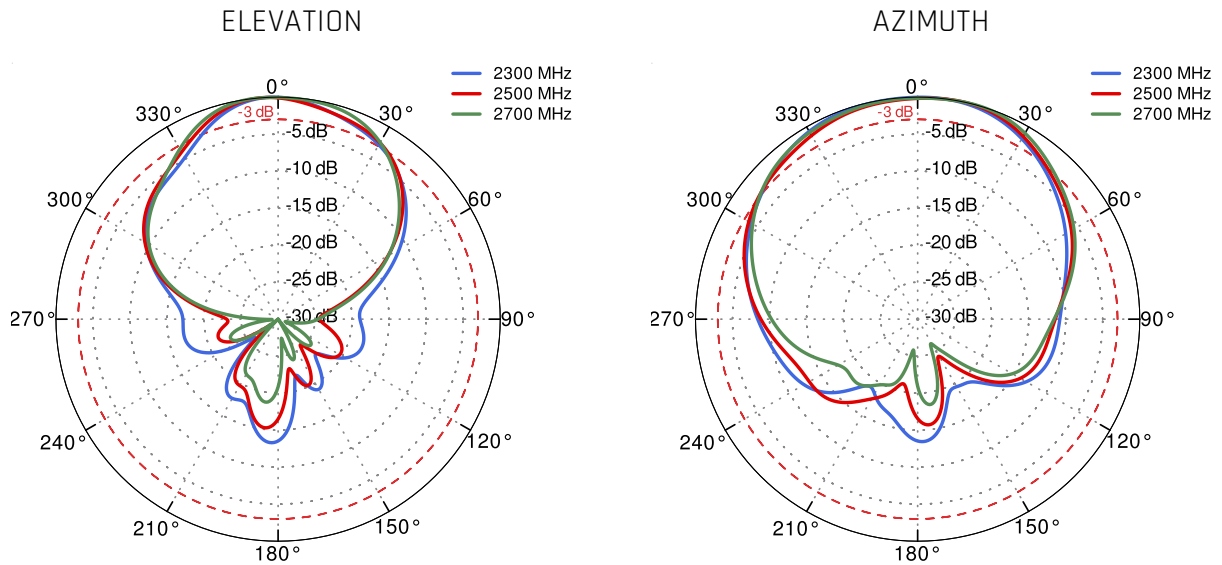 ELEVATION
2300 MHz
2500 MHz
2700 MHz
0°
330°
30°
-3 dB
-5 dB
-10 dB
300°
60°
-15 dB
-20 dB
25 dB
270°
-30 dB
90°
240°
120°
210°
150°
180°
AZIMUTH
2300 MHz
2500 MHz
2700 MHz
0°
330°
30°
-3 dB
-5 dB
-10 dB
300°
60°
-15 dB
-20 dB
25 dB
270°
-30 dB
90°
240°
120°
210°
150°
180°